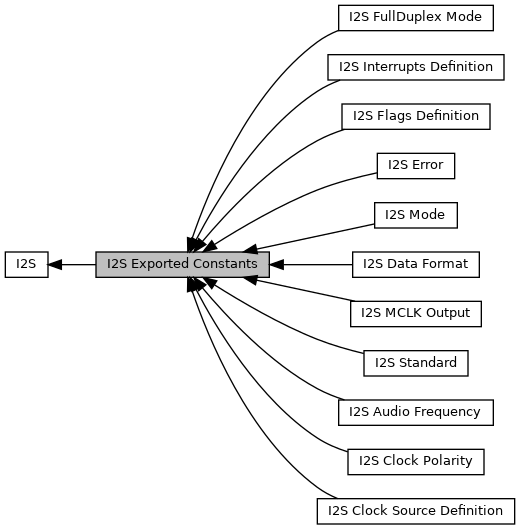 I2S FullDuplex Mode
I2S Interrupts Definition
I2S Flags Definition
I2S Error
I2S Mode
I2S
I2S Exported Constants
I2S Data Format
I2S MCLK Output
I2S Standard
I2S Audio Frequency
I2S Clock Polarity
I2S Clock Source Definition